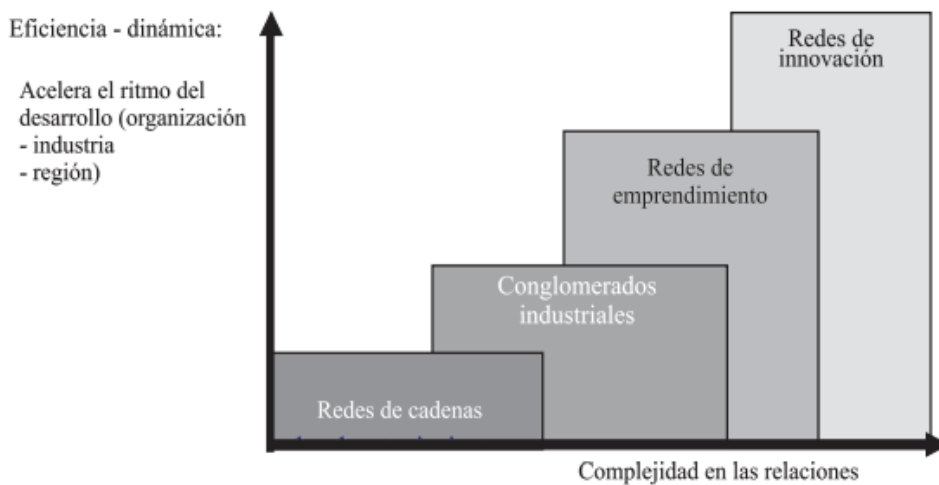 Eficiencia - dinámica:
Acelera el ritmo del
desarrollo (organización
- industria
- región)
Redes de
innovación
Redes de
emprendimiento
Conglomerados
industriales
Redes de cadenas
Complejidad en las relaciones